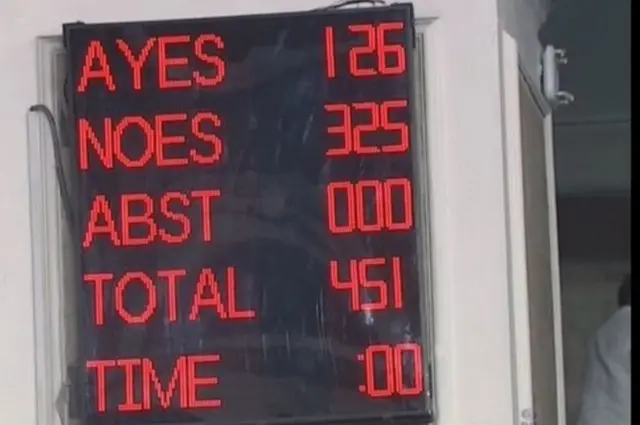 AYES 126
NOES 325
ABST 000
TOTAL 451
TIME :00